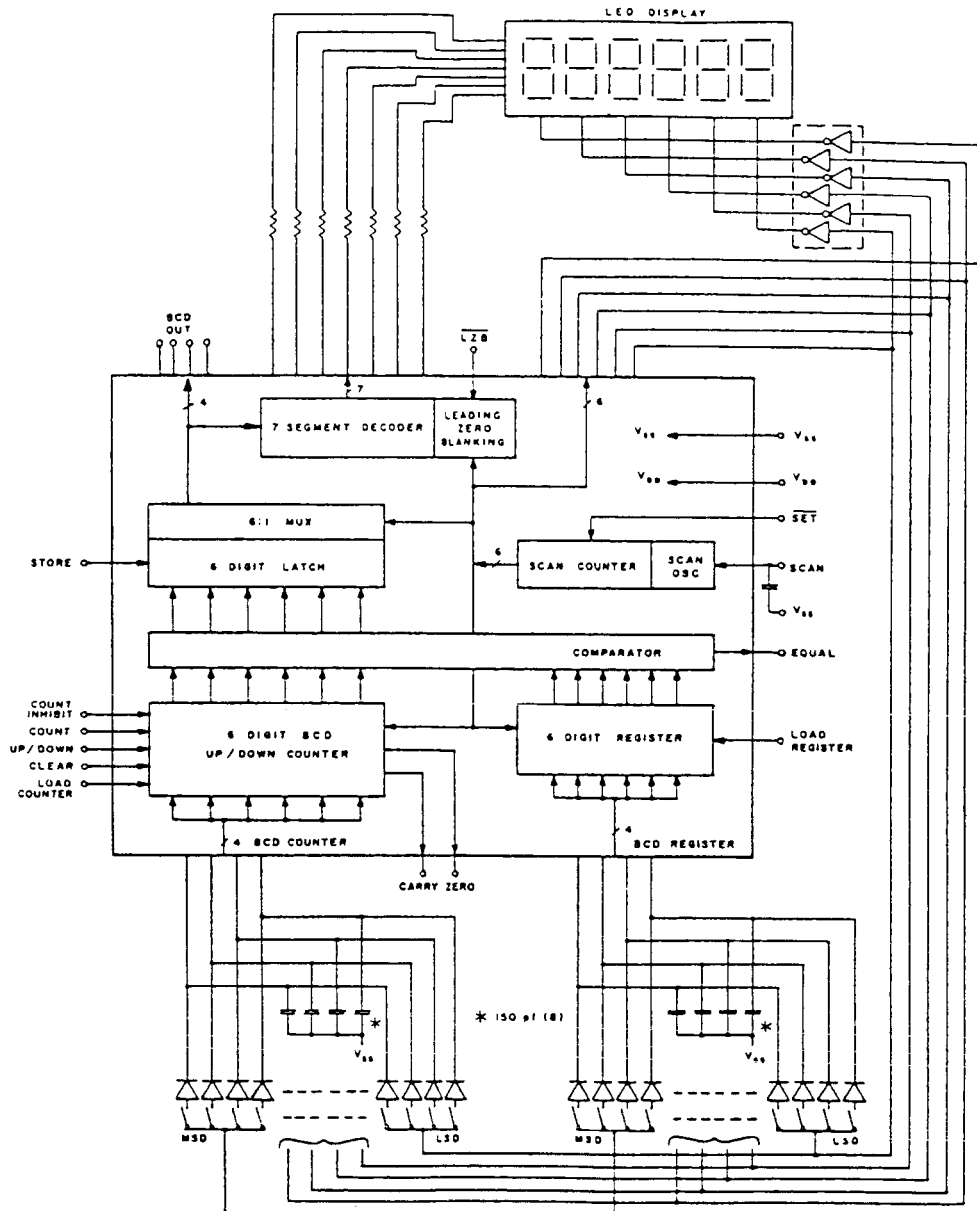 LED DISPLAY
BCD
OUT
LZB
4
7
6
7 SEGMENT DECODER
LEADING
ZERO
BLANKING
VSS
VSS
VDD
VDD
6:1 MUX
SET
STORE
6 DIGIT LATCH
6
SCAN COUNTER
SCAN
OSC
SCAN
VSS
COMPARATOR
EQUAL
COUNT
INHIBIT
COUNT
UP/DOWN
CLEAR
LOAD
COUNTER
6 DIGIT BCD
UP/DOWN COUNTER
6 DIGIT REGISTER
LOAD
REGISTER
4
BCD COUNTER
4
BCD REGISTER
CARRY ZERO
* 150 pf (8)
*
*
VSS
VSS
MSD
LSD
MSD
LSD